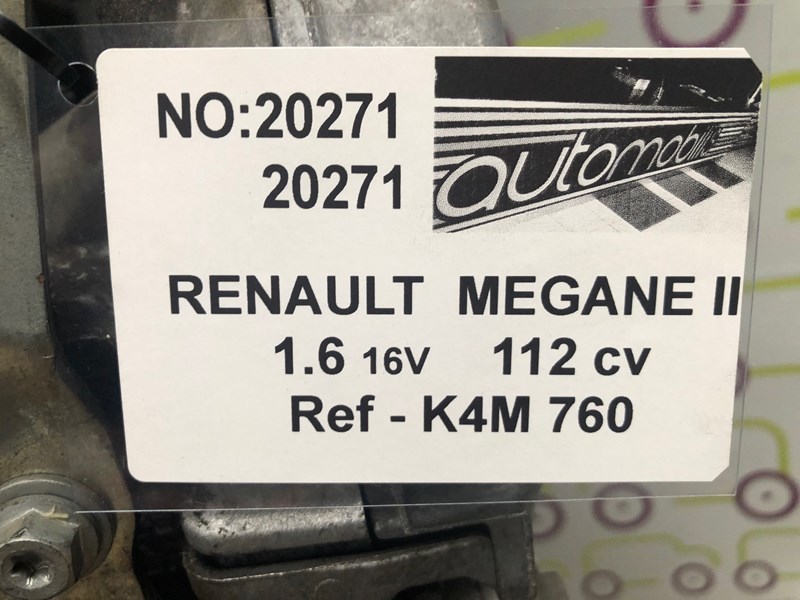 NO:20271
20271
automobil
RENAULT MEGANE II
1.6 16V 112 cv
Ref - K4M 760